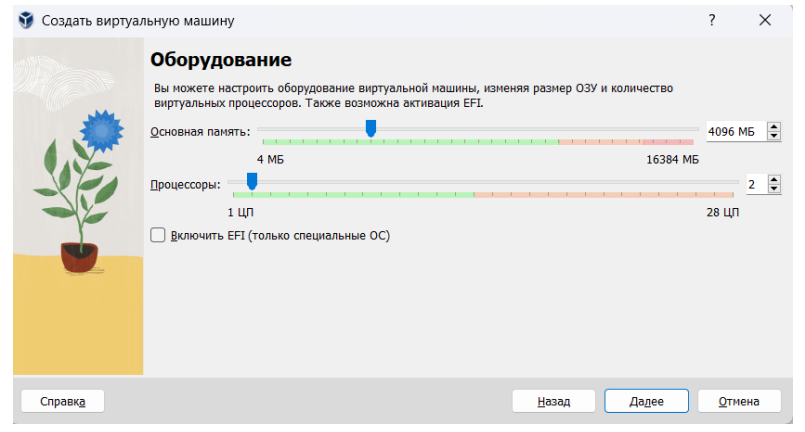 Создать виртуальную машину
?
Оборудование
Вы можете настроить оборудование виртуальной машины, изменяя размер ОЗУ и количество
виртуальных процессоров. Также возможна активация EFI.
Основная память:
4096 МБ
4 МБ
16384 МБ
Процессоры:
2
1 ЦП
28 ЦП
Включить EFI (только специальные ОС)
Справка
Назад
Далее
Отмена